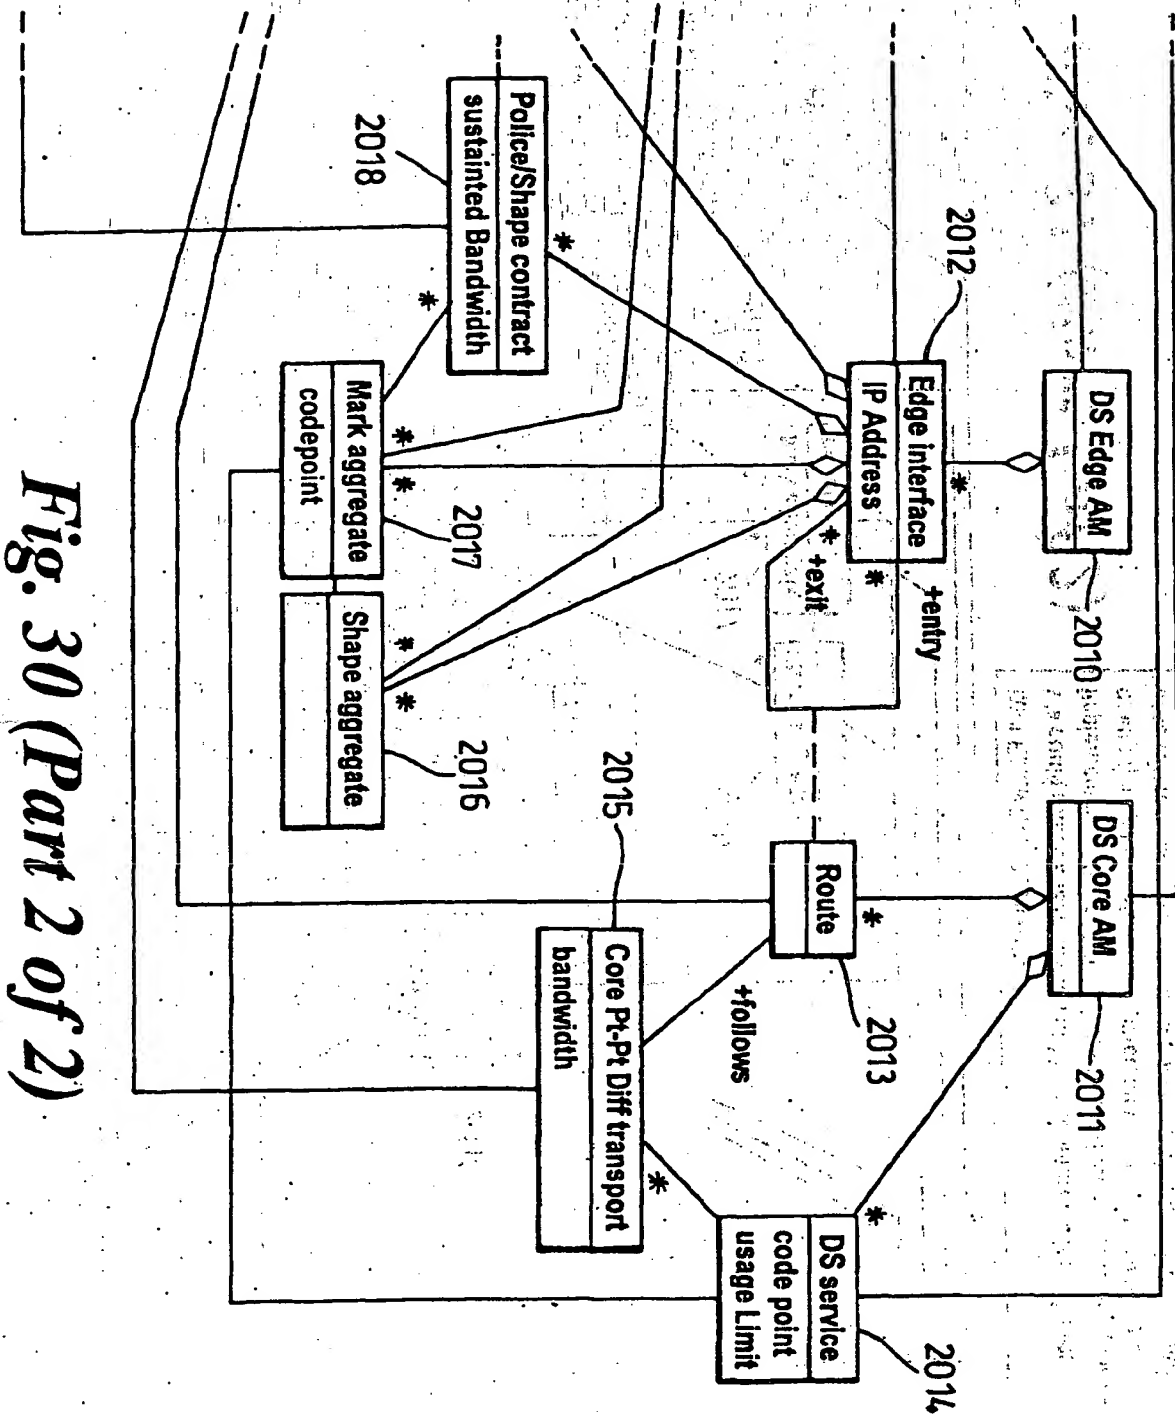 DS Edge AM
2010
DS Core AM
2011
2012
Edge interface
IP Address
*
*
+entry
*
+exit
Route
*
2013
+follows
DS service
code point
usage Limit
*
2014
Police/Shape contract
sustainted Bandwidth
*
*
2018
Mark aggregate
codepoint
*
*
2017
Shape aggregate
*
*
2016
2015
Core Pt-Pt Diff transport
bandwidth
*
Fig. 30 (Part 2 of 2)